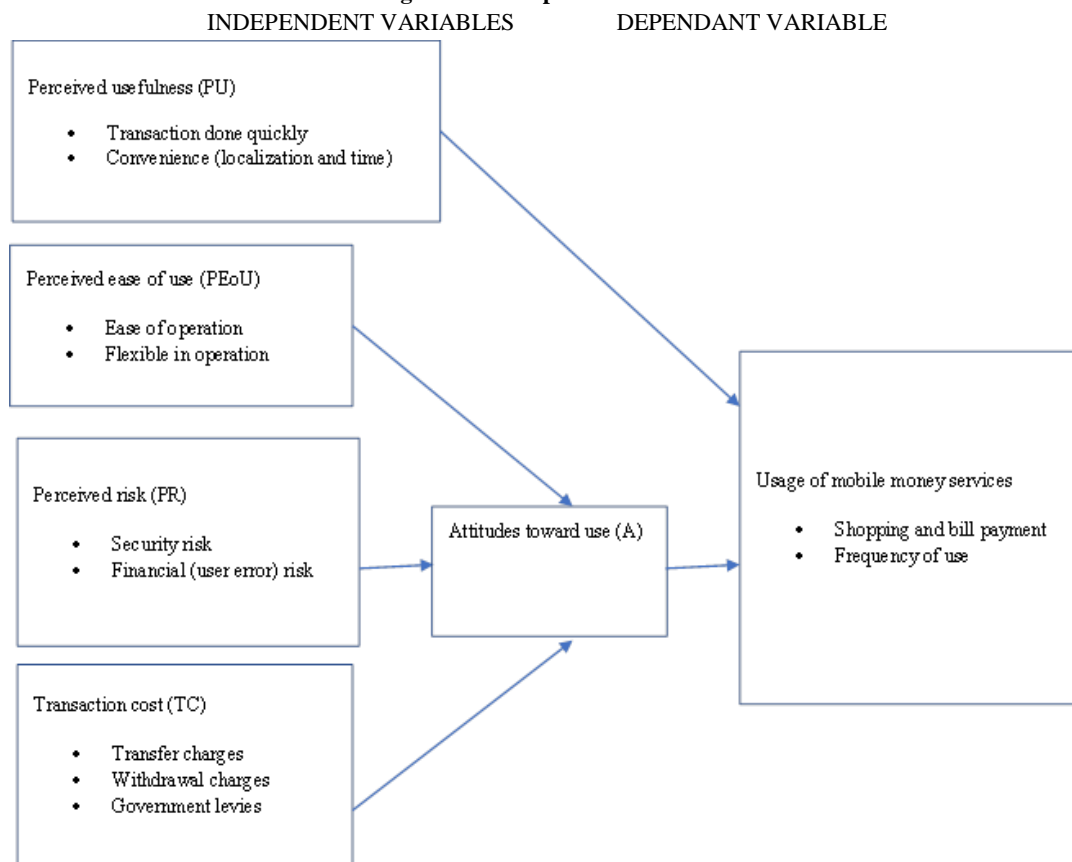 INDEPENDENT VARIABLES DEPENDANT VARIABLE
Perceived usefulness (PU)
• Transaction done quickly
• Convenience (localization and time)
Perceived ease of use (PEoU)
• Ease of operation
• Flexible in operation
Perceived risk (PR)
• Security risk
• Financial (user error) risk
Transaction cost (TC)
• Transfer charges
• Withdrawal charges
• Government levies
Attitudes toward use (A)
Usage of mobile money services
• Shopping and bill payment
• Frequency of use